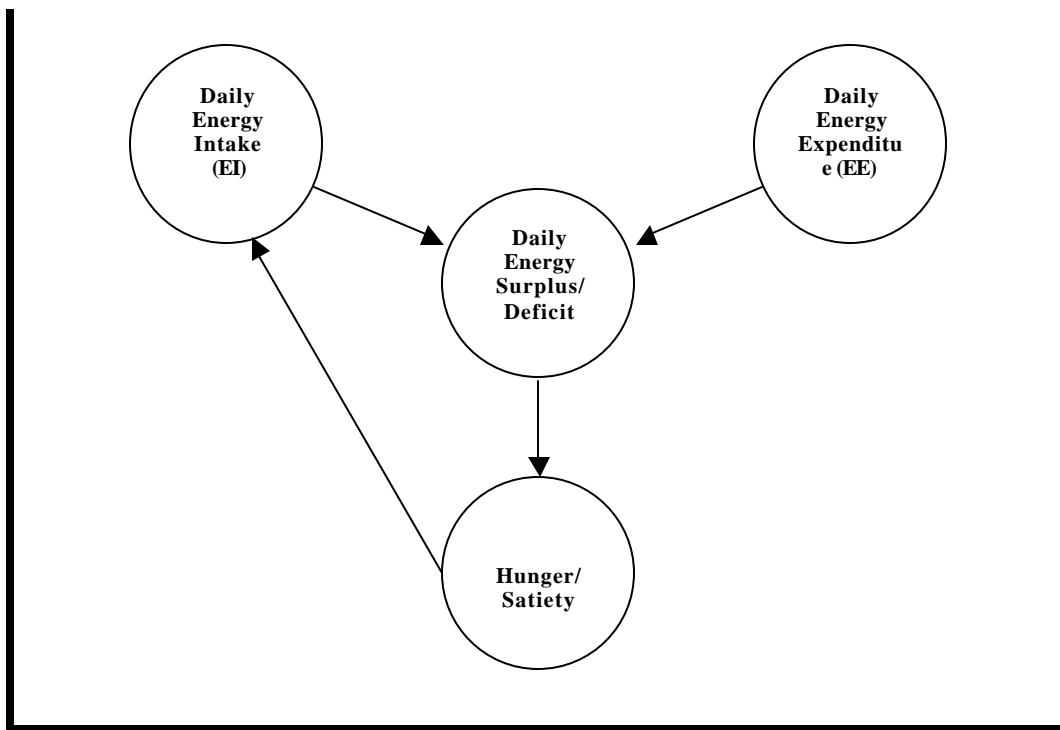 Daily
Energy
Intake
(EI)
Daily
Energy
Expenditu
e (EE)
Daily
Energy
Surplus/
Deficit
Hunger/
Satiety